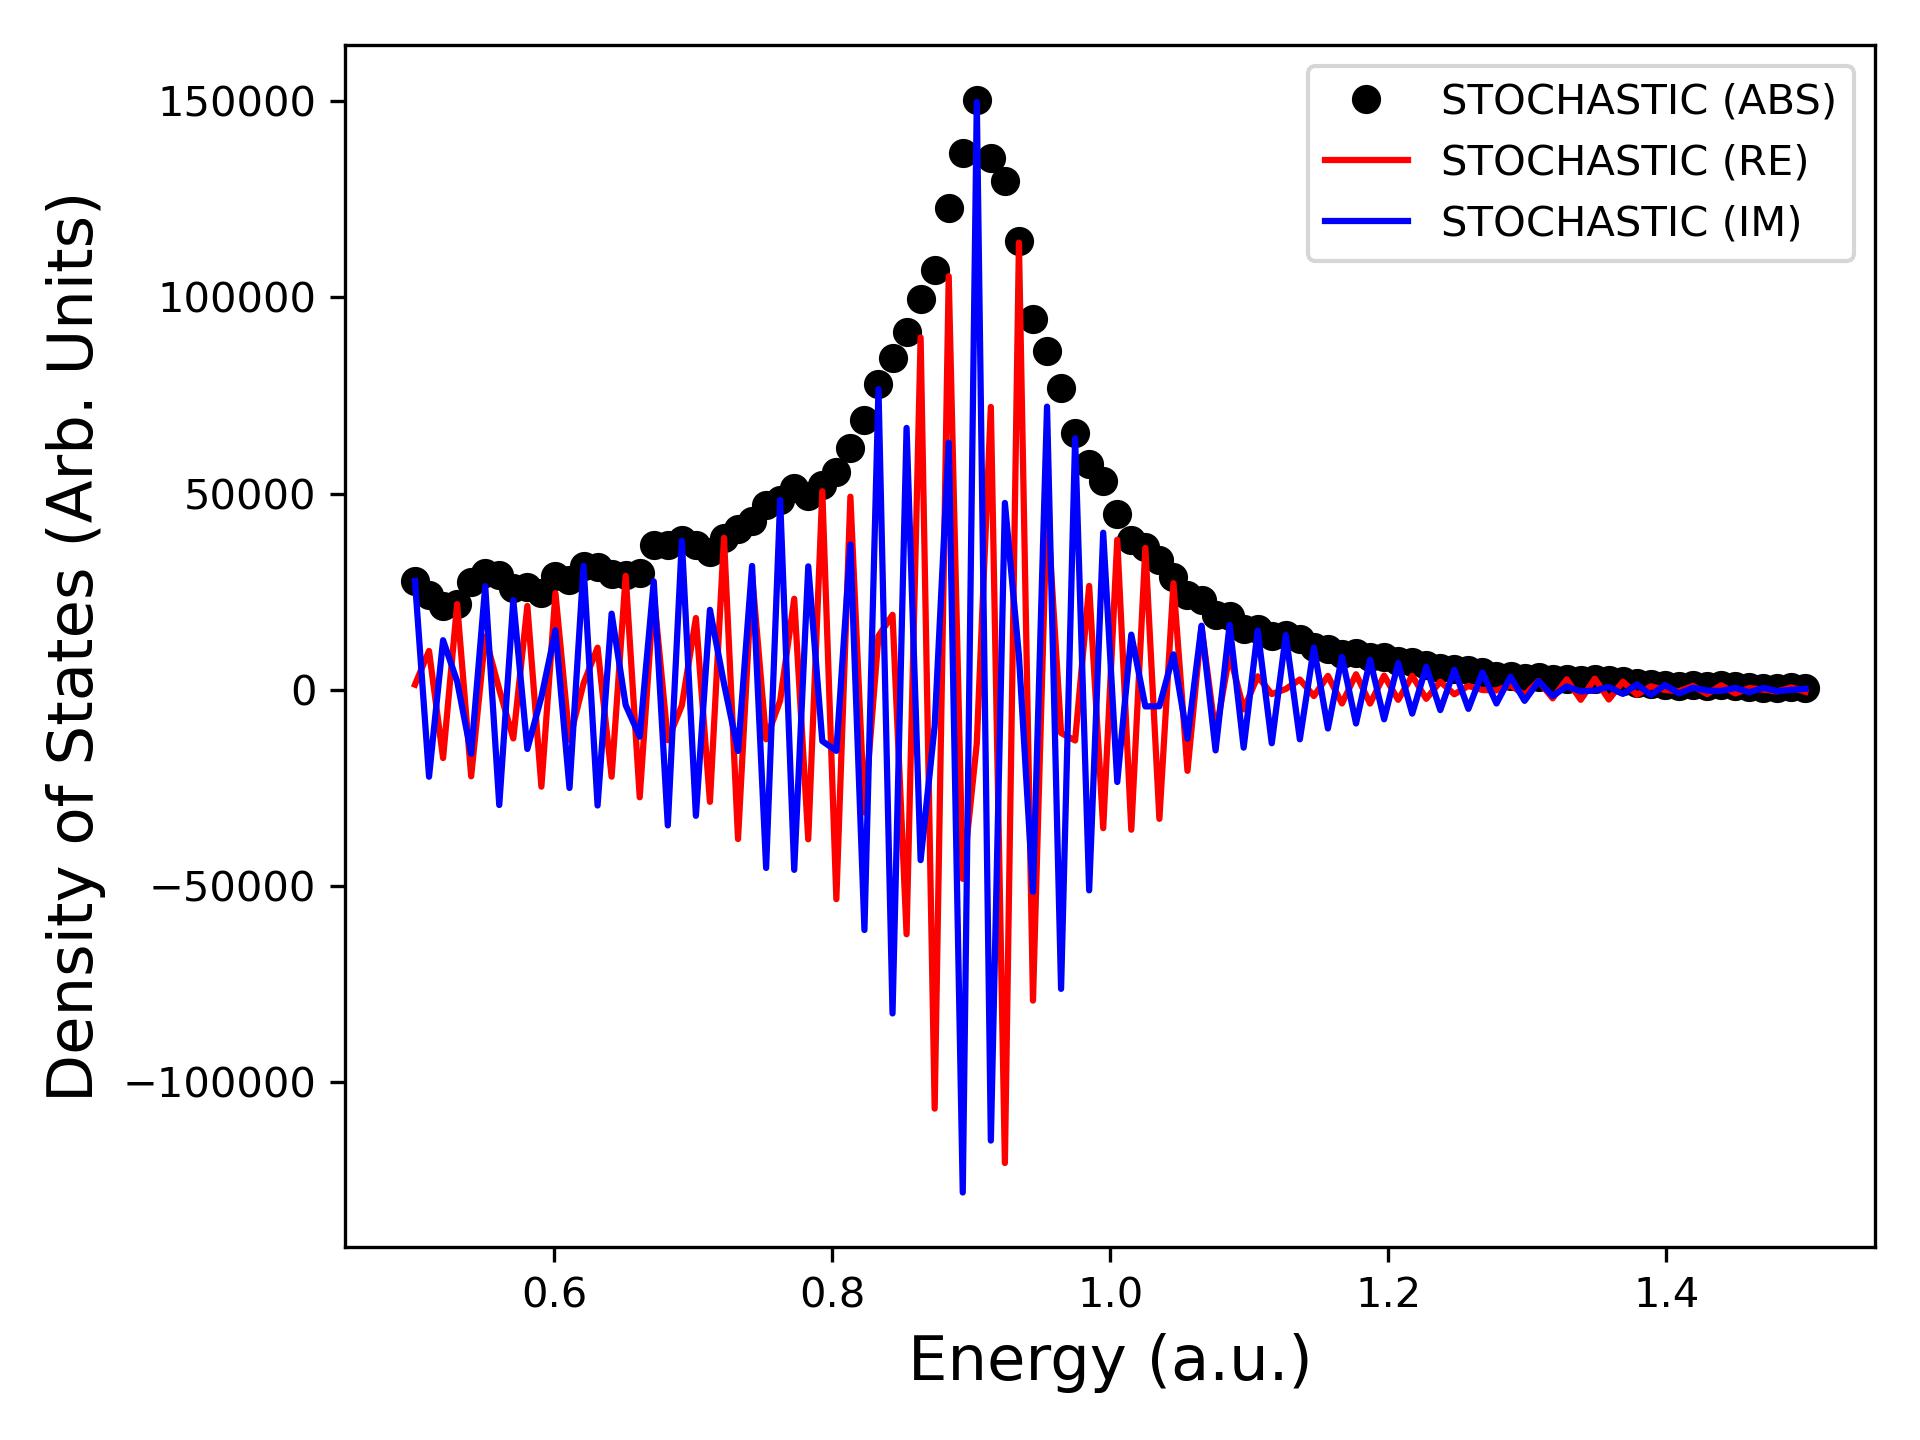 150000
100000
50000
0
−50000
−100000
Density of States (Arb. Units)
STOCHASTIC (ABS)
STOCHASTIC (RE)
STOCHASTIC (IM)
0.6 0.8 1.0 1.2 1.4
Energy (a.u.)